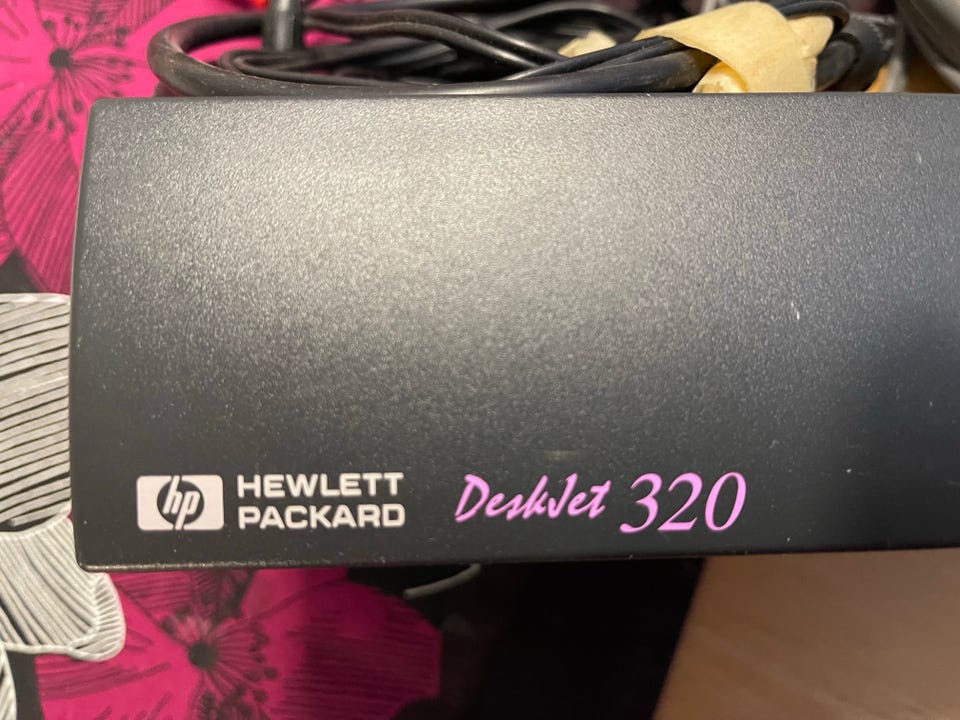 hp HEWLETT
PACKARD
DeskJet 320